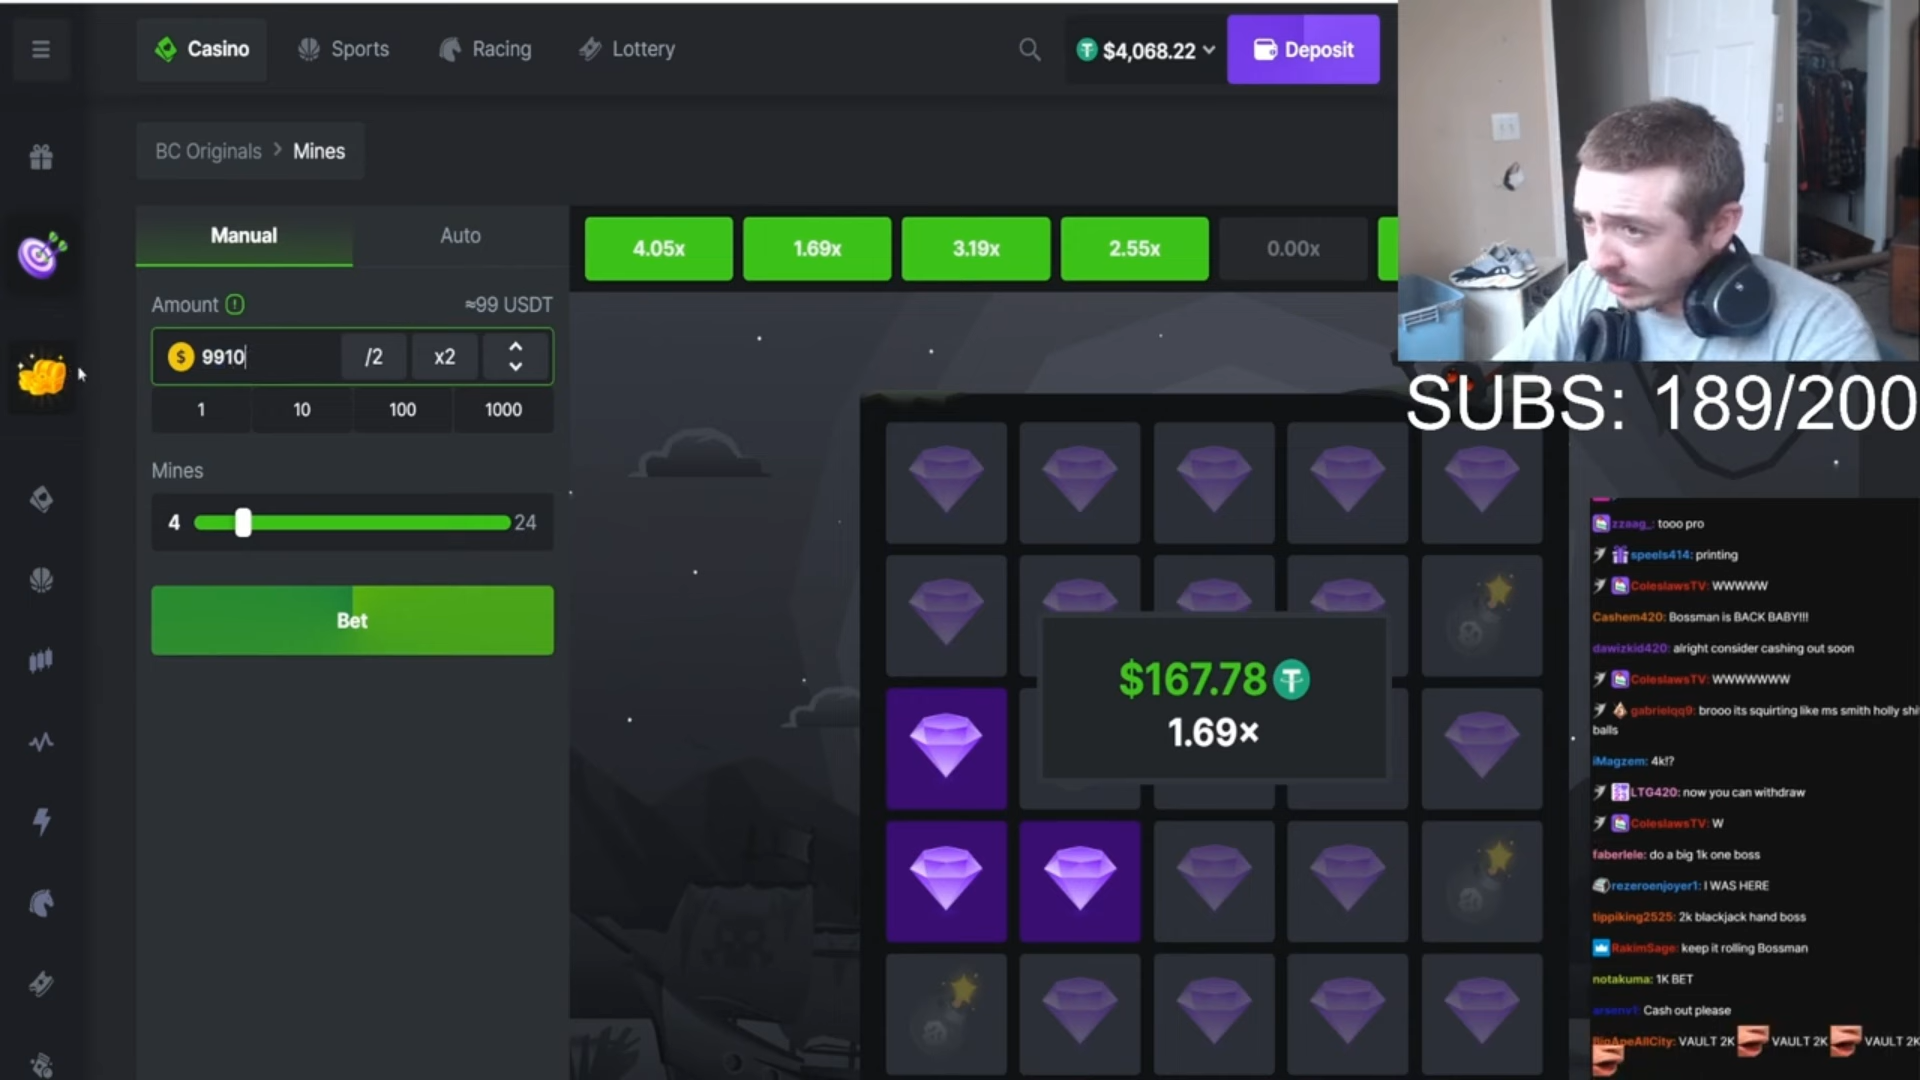 Casino
Sports
Racing
Lottery
$4,068.22
Deposit
BC Originals > Mines
Manual
Auto
4.05x
1.69x
3.19x
2.55x
0.00x
Amount
≈99 USDT
9910
/2
x2
1
10
100
1000
Mines
4
24
Bet
$167.78
1.69×
SUBS: 189/200
zzaag_: tooo pro
speels414: printing
ColeslawsTV: WWWWW
Cashem420: Bossman is BACK BABY!!!
dawizkid420: alright consider cashing out soon
ColeslawsTV: WWWWWWW
gabrielqq9: brooo its squirting like ms smith holly shi
balls
iMagzem: 4k!?
LTG420: now you can withdraw
ColeslawsTV: W
faberlele: do a big 1k one boss
rezeroenjoyer1: I WAS HERE
tippiking2525: 2k blackjack hand boss
RakimSage: keep it rolling Bossman
notakuma: 1K BET
arsenv1: Cash out please
BigApeAllCity: VAULT 2K VAULT 2K VAULT 2K